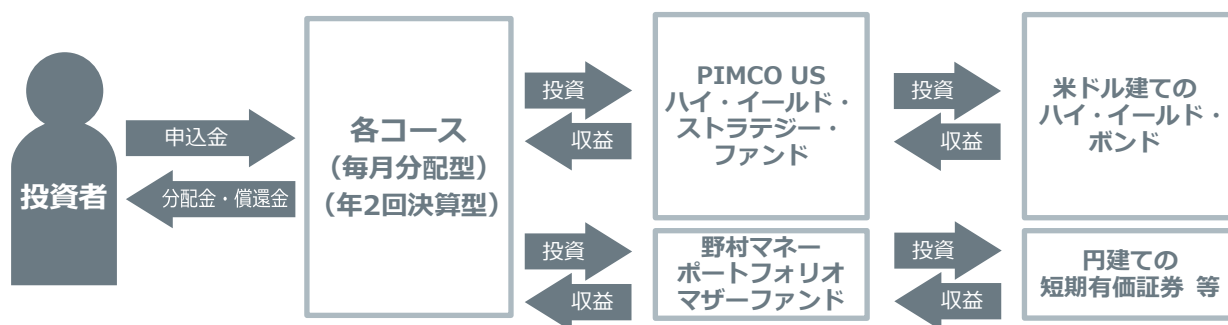 投資者
申込金
分配金・償還金
各コース
（毎月分配型）
（年2回決算型）
投資
収益
PIMCO US
ハイ・イールド・
ストラテジー・
ファンド
投資
収益
米ドル建ての
ハイ・イールド・
ボンド
投資
収益
野村マネー
ポートフォリオ
マザーファンド
投資
収益
円建ての
短期有価証券 等